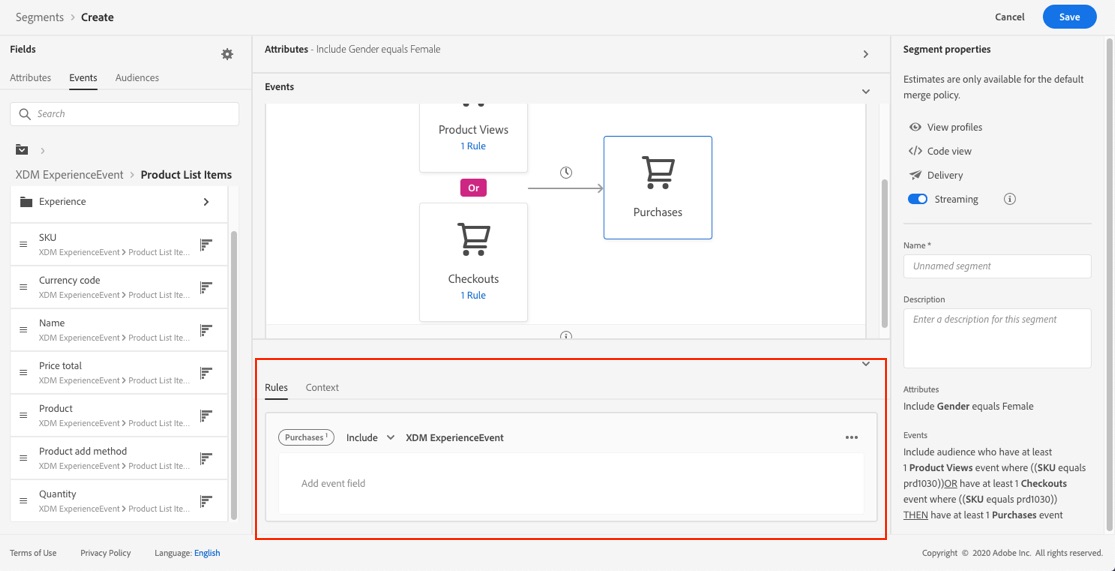 Segments > Create
Cancel
Save
Fields
Attributes
Events
Audiences
Search
XDM ExperienceEvent > Product List Items
Experience
SKU
XDM ExperienceEvent > Product List Ite...
Currency code
XDM ExperienceEvent > Product List Ite...
Name
XDM ExperienceEvent > Product List Ite...
Price total
XDM ExperienceEvent > Product List Ite...
Product
XDM ExperienceEvent > Product List Ite...
Product add method
XDM ExperienceEvent > Product List Ite...
Quantity
XDM ExperienceEvent > Product List Ite...
Attributes - Include Gender equals Female
Events
Product Views
1 Rule
Or
Checkouts
1 Rule
Purchases
Rules
Context
Purchases 1 Include XDM ExperienceEvent
Add event field
Segment properties
Estimates are only available for the default
merge policy.
View profiles
Code view
Delivery
Streaming
Name *
Unnamed segment
Description
Enter a description for this segment
Attributes
Include Gender equals Female
Events
Include audience who have at least
1 Product Views event where ((SKU equals
prd1030))OR have at least 1 Checkouts
event where ((SKU equals prd1030))
THEN have at least 1 Purchases event
Terms of Use
Privacy Policy
Language: English
Copyright © 2020 Adobe Inc. All rights reserved.